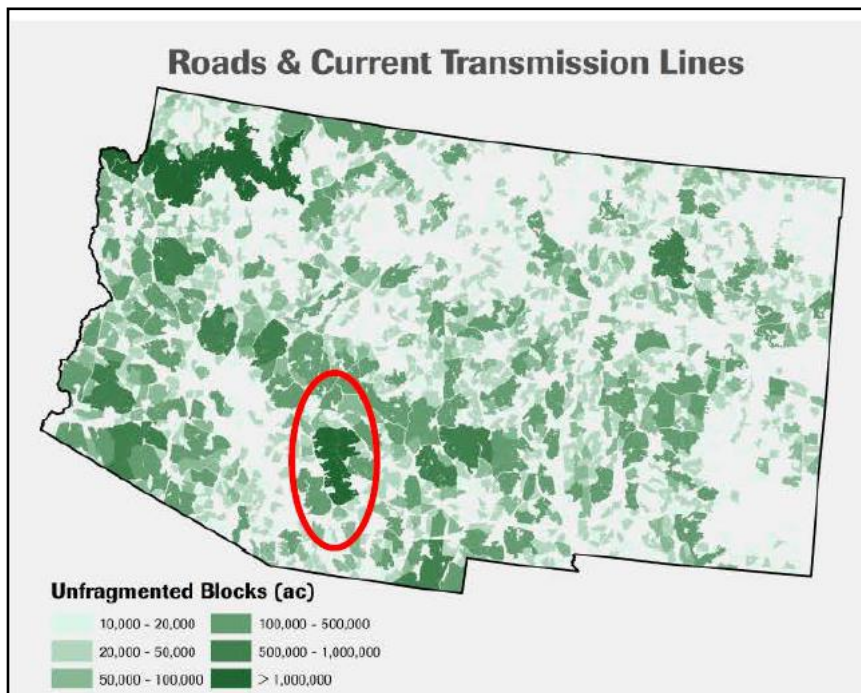 Roads & Current Transmission Lines
Unfragmented Blocks (ac)
10,000 - 20,000
100,000 - 500,000
20,000 - 50,000
500,000 - 1,000,000
50,000 - 100,000
> 1,000,000